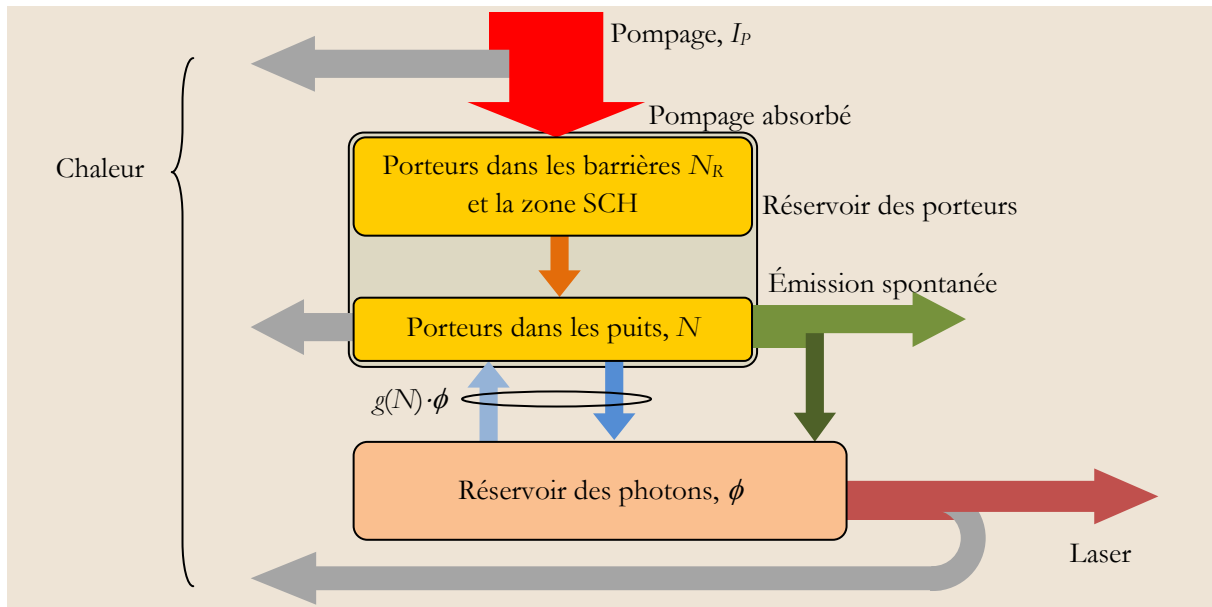 Pompage, I_P
Pompage absorbé
Chaleur
Porteurs dans les barrières N_R
et la zone SCH
Réservoir des porteurs
Émission spontanée
Porteurs dans les puits, N
g(N)·ϕ
Réservoir des photons, ϕ
Laser